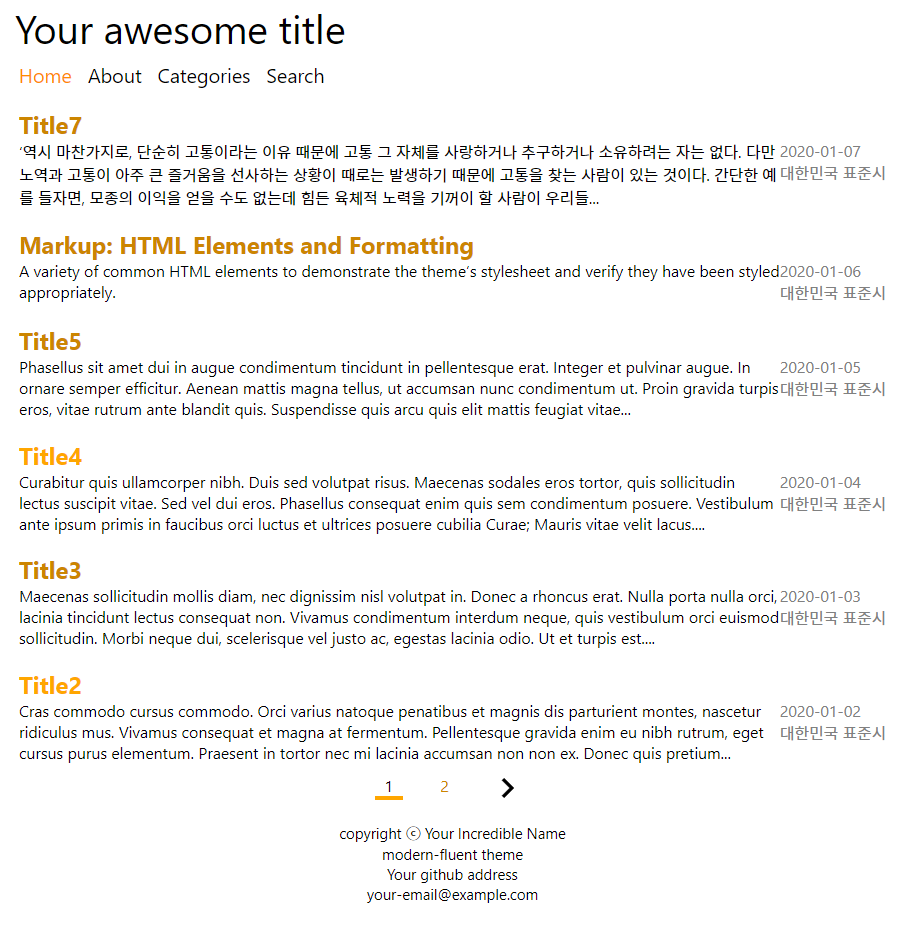 Your awesome title
Home About Categories Search
Title7
‘역시 마찬가지로, 단순히 고통이라는 이유 때문에 고통 그 자체를 사랑하거나 추구하거나 소유하려는 자는 없다. 다만 2020-01-07
노역과 고통이 아주 큰 즐거움을 선사하는 상황이 때로는 발생하기 때문에 고통을 찾는 사람이 있는 것이다. 간단한 예 대한민국 표준시
를 들자면, 모종의 이익을 얻을 수도 없는데 힘든 육체적 노력을 기꺼이 할 사람이 우리들...
Markup: HTML Elements and Formatting
A variety of common HTML elements to demonstrate the theme’s stylesheet and verify they have been styled 2020-01-06
appropriately. 대한민국 표준시
Title5
Phasellus sit amet dui in augue condimentum tincidunt in pellentesque erat. Integer et pulvinar augue. In 2020-01-05
ornare semper efficitur. Aenean mattis magna tellus, ut accumsan nunc condimentum ut. Proin gravida turpis 대한민국 표준시
eros, vitae rutrum ante blandit quis. Suspendisse quis arcu quis elit mattis feugiat vitae...
Title4
Curabitur quis ullamcorper nibh. Duis sed volutpat risus. Maecenas sodales eros tortor, quis sollicitudin 2020-01-04
lectus suscipit vitae. Sed vel dui eros. Phasellus consequat enim quis sem condimentum posuere. Vestibulum 대한민국 표준시
ante ipsum primis in faucibus orci luctus et ultrices posuere cubilia Curae; Mauris vitae velit lacus....
Title3
Maecenas sollicitudin mollis diam, nec dignissim nisl volutpat in. Donec a rhoncus erat. Nulla porta nulla orci, 2020-01-03
lacinia tincidunt lectus consequat non. Vivamus condimentum interdum neque, quis vestibulum orci euismod 대한민국 표준시
sollicitudin. Morbi neque dui, scelerisque vel justo ac, egestas lacinia odio. Ut et turpis est....
Title2
Cras commodo cursus commodo. Orci varius natoque penatibus et magnis dis parturient montes, nascetur 2020-01-02
ridiculus mus. Vivamus consequat et magna at fermentum. Pellentesque gravida enim eu nibh rutrum, eget 대한민국 표준시
cursus purus elementum. Praesent in tortor nec mi lacinia accumsan non non ex. Donec quis pretium...
1 2
copyright ⓒ Your Incredible Name
modern-fluent theme
Your github address
your-email@example.com